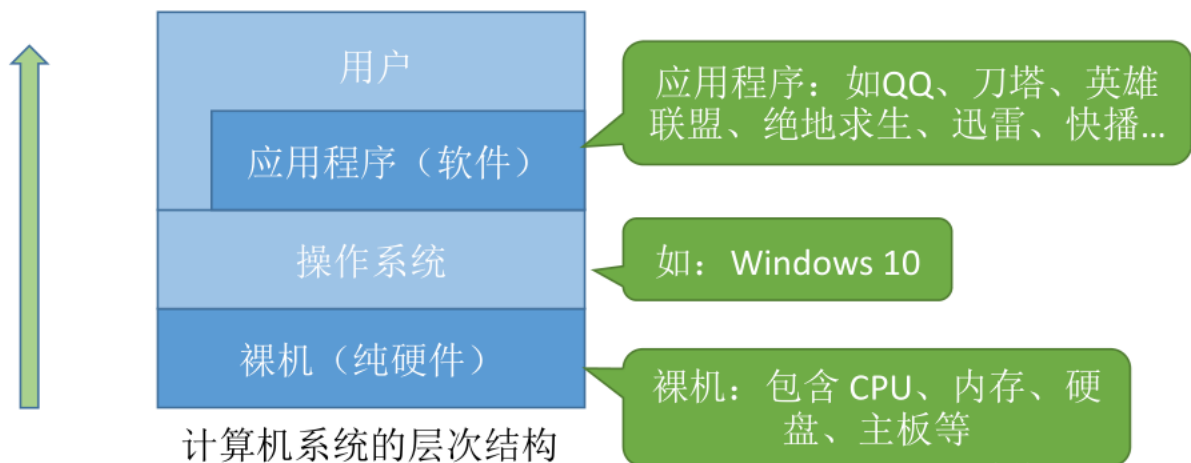 用户
应用程序：如QQ、刀塔、英雄
联盟、绝地求生、迅雷、快播…
应用程序（软件）
操作系统
如：Windows 10
裸机（纯硬件）
裸机：包含 CPU、内存、硬
盘、主板等
计算机系统的层次结构